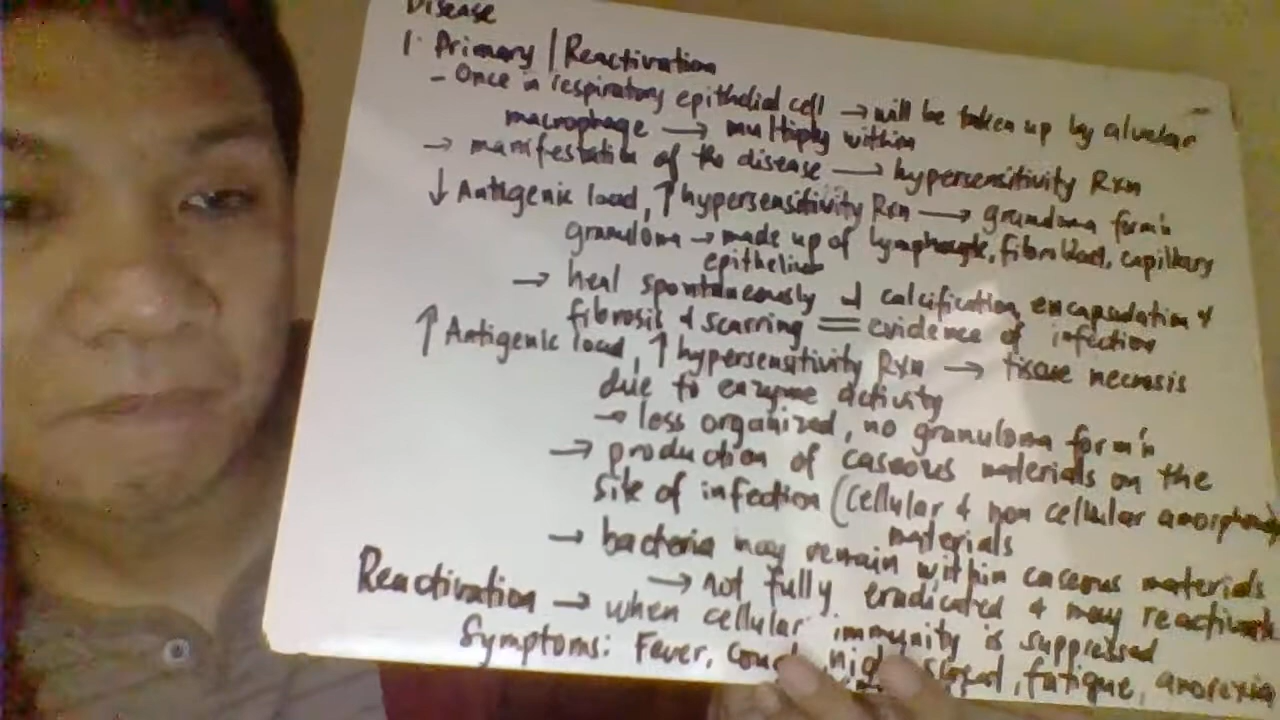 Disease
1. Primary | Reactivation
- Once in respiratory epithelial cell → will be taken up by alveolar
macrophage → multiply within
→ manifestation of the disease → hypersensitivity Rxn
↓ Antigenic load, ↑ hypersensitivity Rxn → granuloma form'n
granuloma → made up of lymphocyte, fibroblast, capillary
→ heal spontaneously calcification, encapsulation &
fibrosis & scarring = evidence of infection
↑ Antigenic load, ↑ hypersensitivity Rxn → tissue necrosis
due to enzyme activity
→ less organized, no granuloma form'n
→ production of caseous materials on the
site of infection (cellular & non cellular amorphous
materials
→ bacteria may remain within caseous materials
→ not fully eradicated & may reactivate
Reactivation → when cellular immunity is suppressed
Symptoms: Fever, fatigue, anorexia